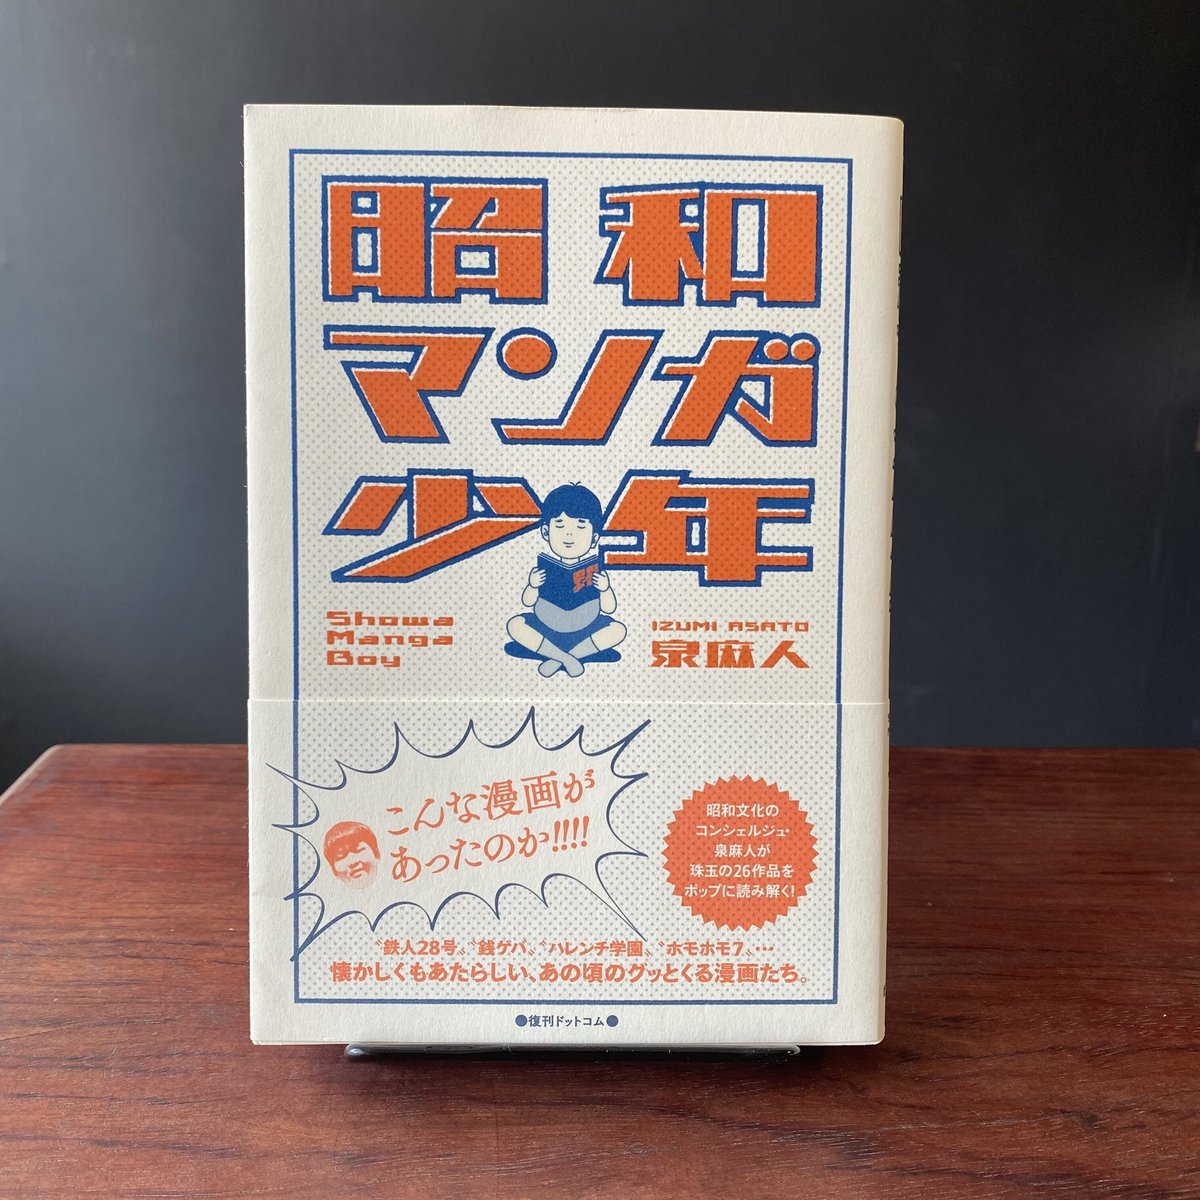 昭和
マンガ
少年
Showa
Manga
Boy
IZUMI ASATO
泉麻人
こんな漫画が
あったのか!!!!
昭和文化の
コンシェルジュ・
泉麻人が
珠玉の26作品を
ポップに読み解く!
〝鉄人28号〟〝銭ゲバ〟〝ハレンチ学園〟〝ホモホモ7〟…
懐かしくもあたらしい、あの頃のグッとくる漫画たち。
●復刊ドットコム●